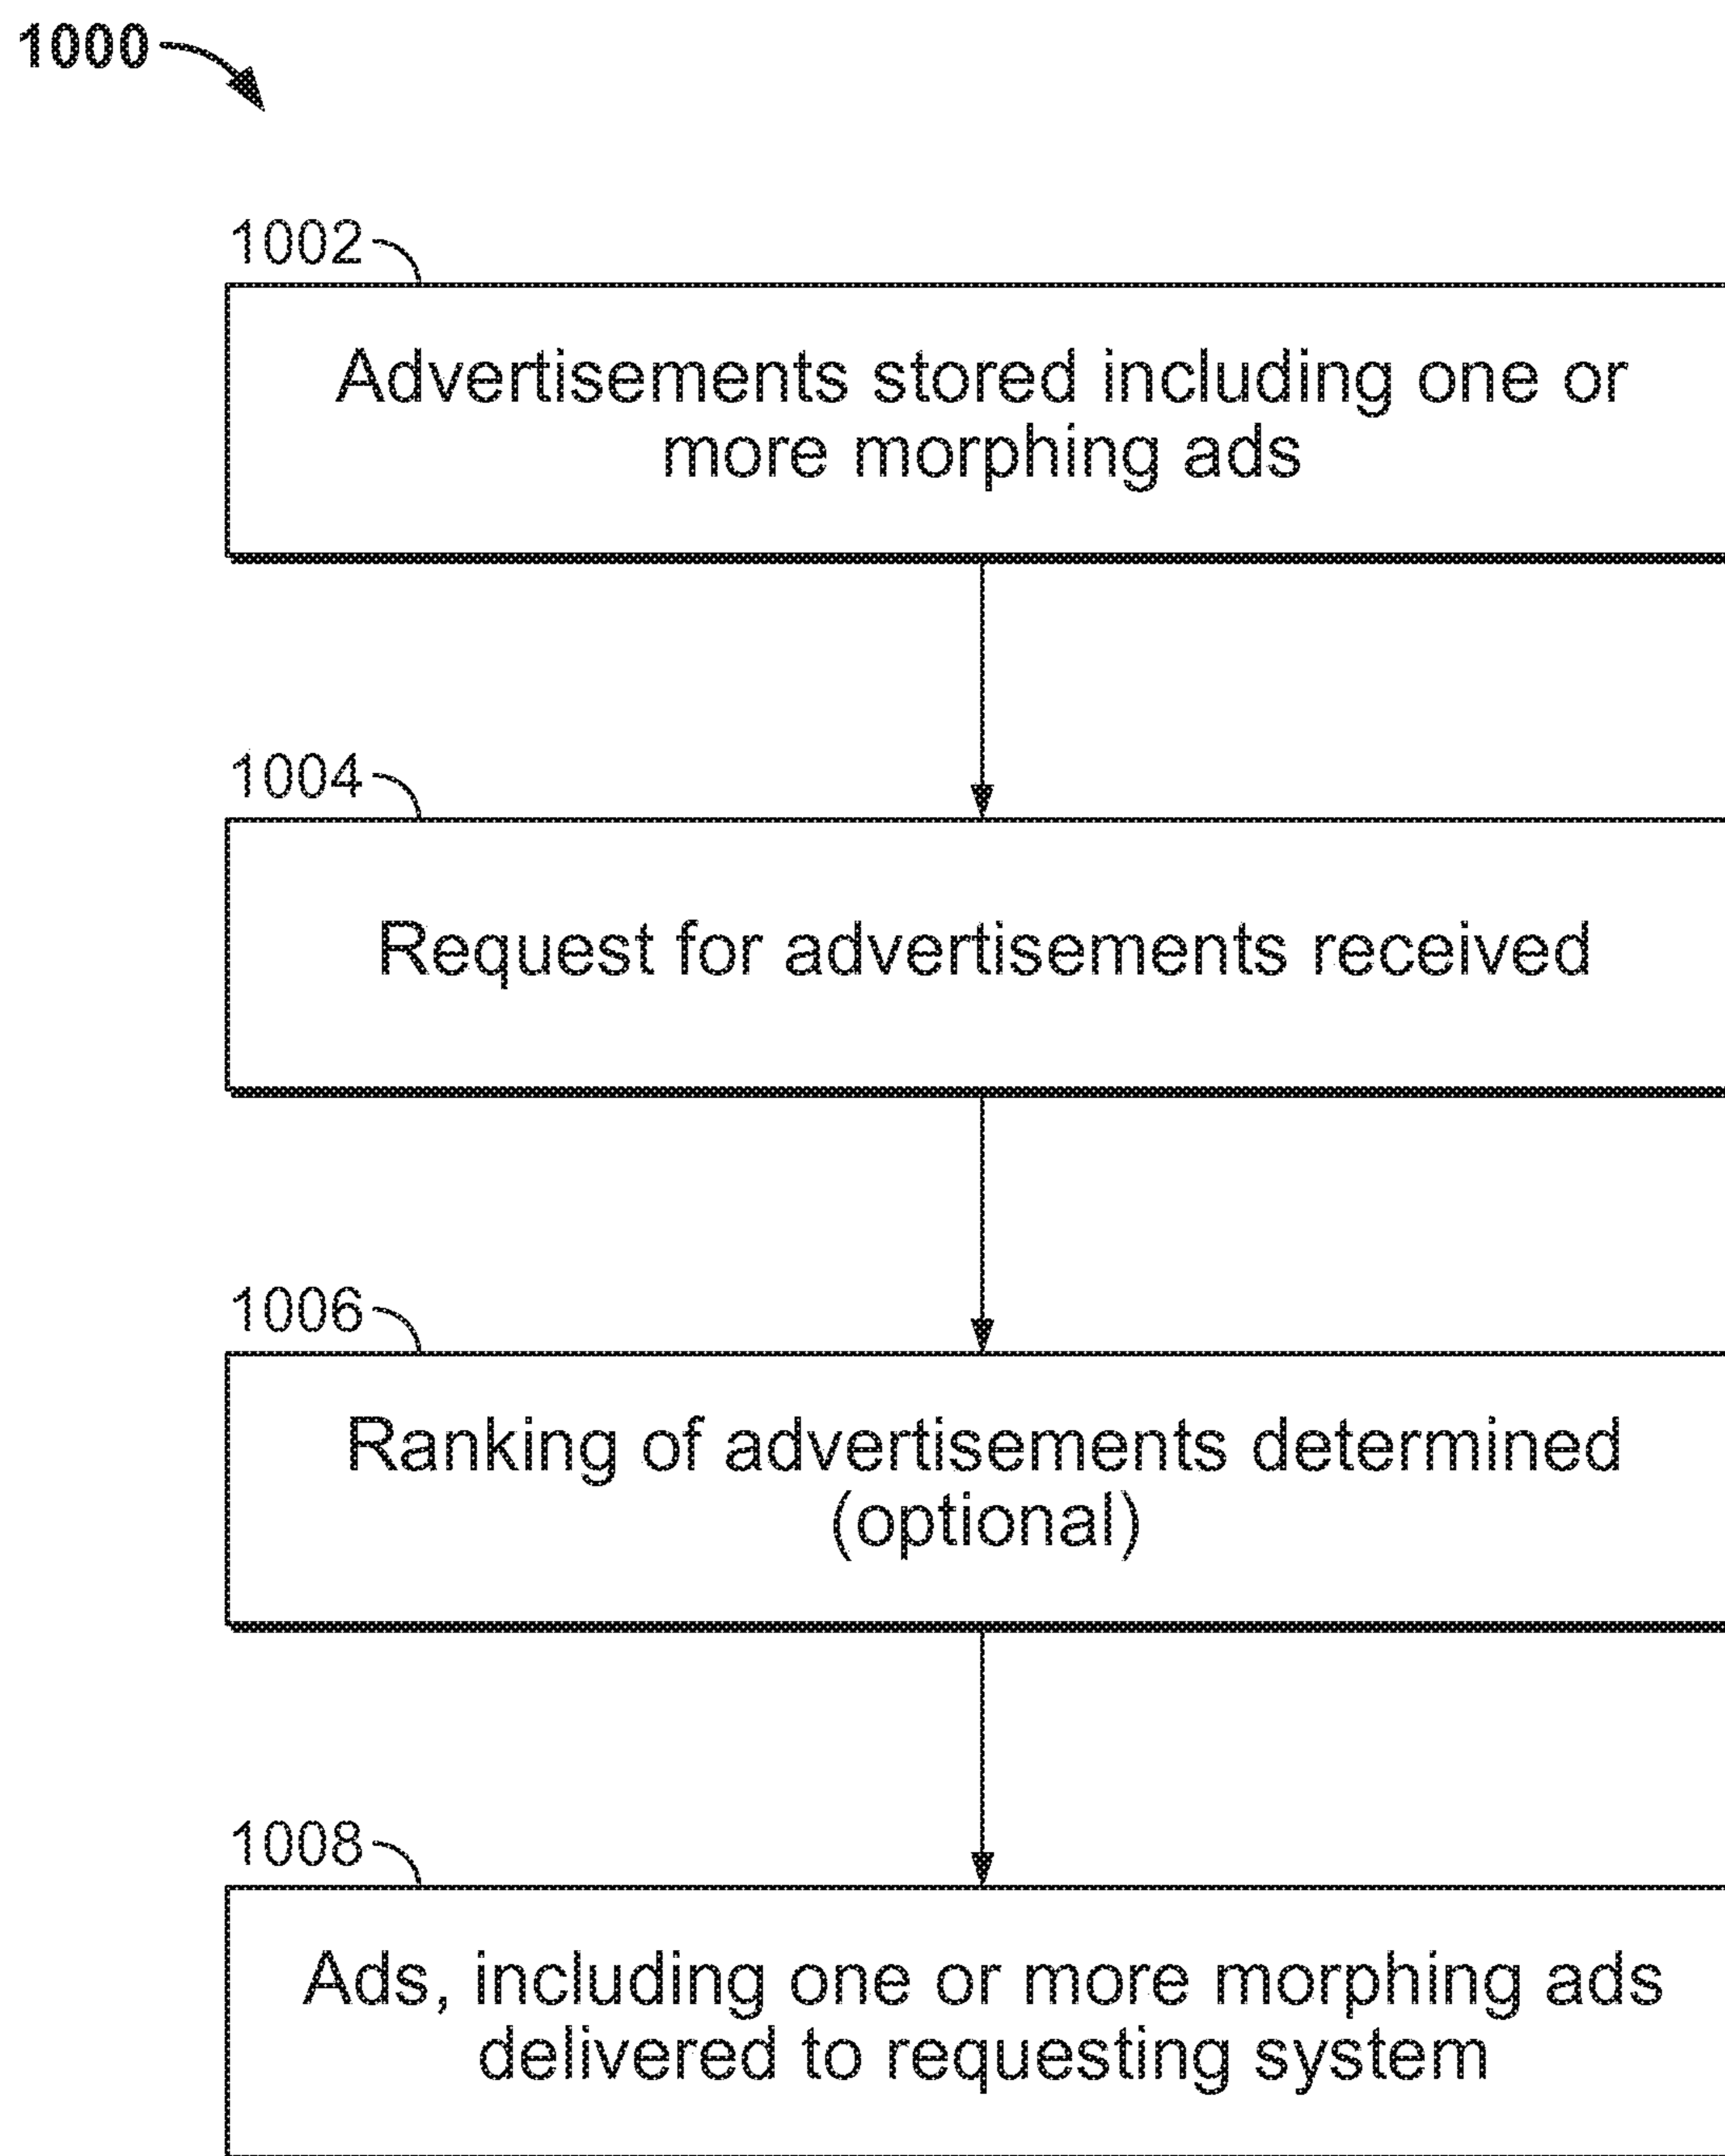 1000
1002
Advertisements stored including one or
more morphing ads
1004
Request for advertisements received
1006
Ranking of advertisements determined
(optional)
1008
Ads, including one or more morphing ads
delivered to requesting system